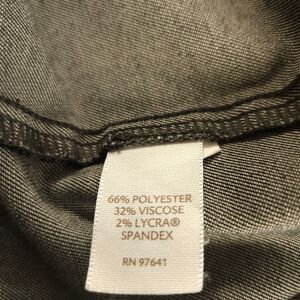 66% POLYESTER
32% VISCOSE
2% LYCRA®
SPANDEX
RN 97641